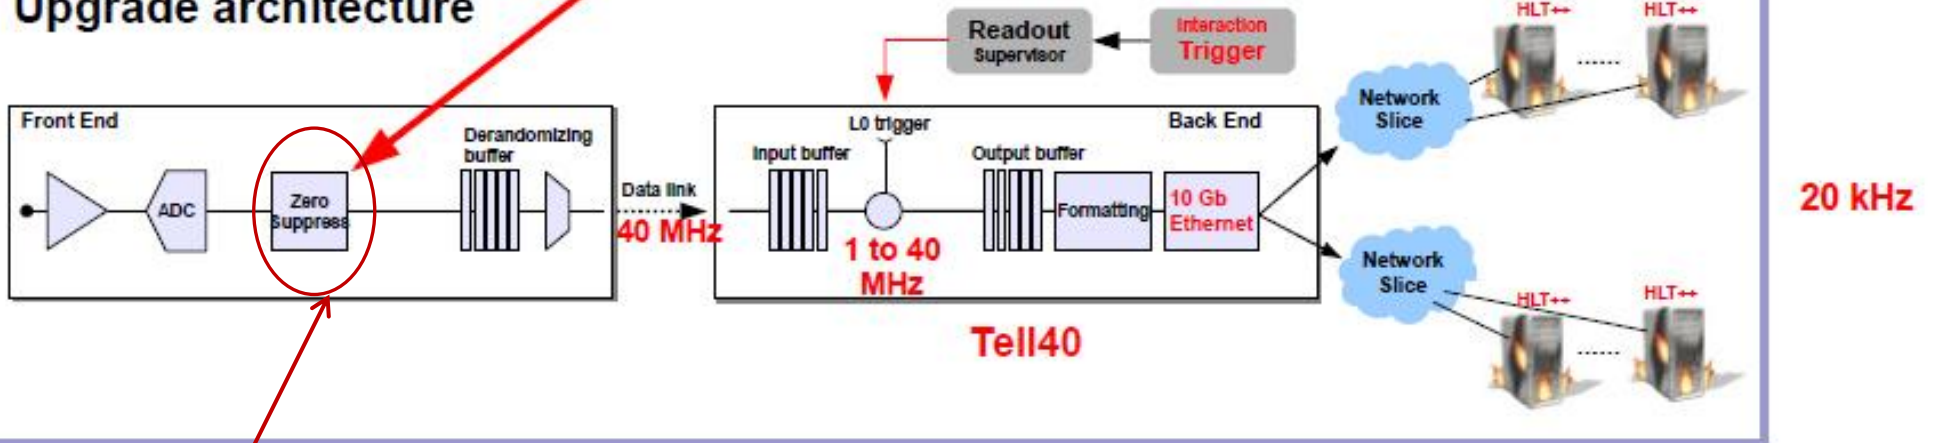 Upgrade architecture
Readout
Supervisor
Interaction
Trigger
HLT++
HLT++
Network
Slice
Front End
Derandomizing
buffer
ADC
Zero
Suppress
Data link
40 MHz
L0 trigger
Back End
Input buffer
Output buffer
Formatting
10 Gb
Ethernet
1 to 40
MHz
20 kHz
Network
Slice
HLT++
HLT++
Tell40